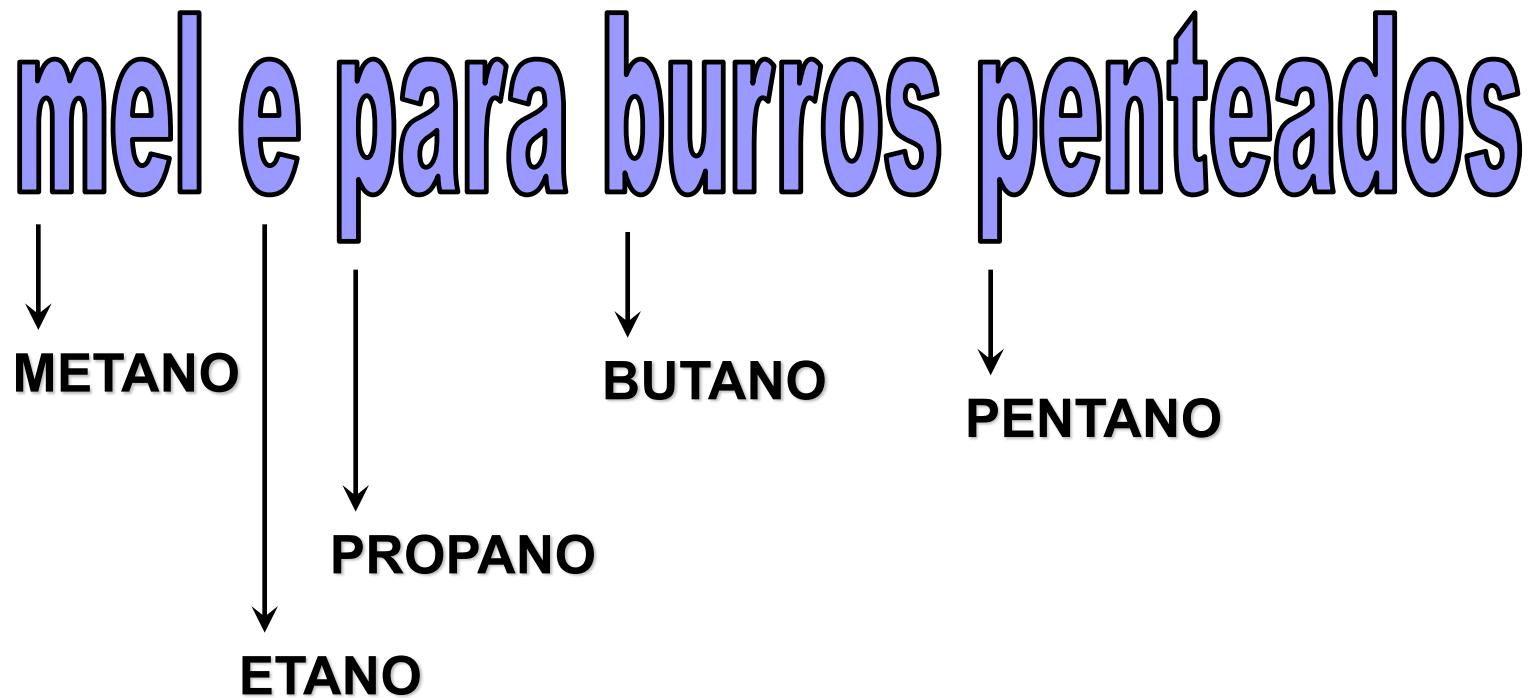 mel e para burros penteados
METANO
BUTANO
PENTANO
PROPANO
ETANO